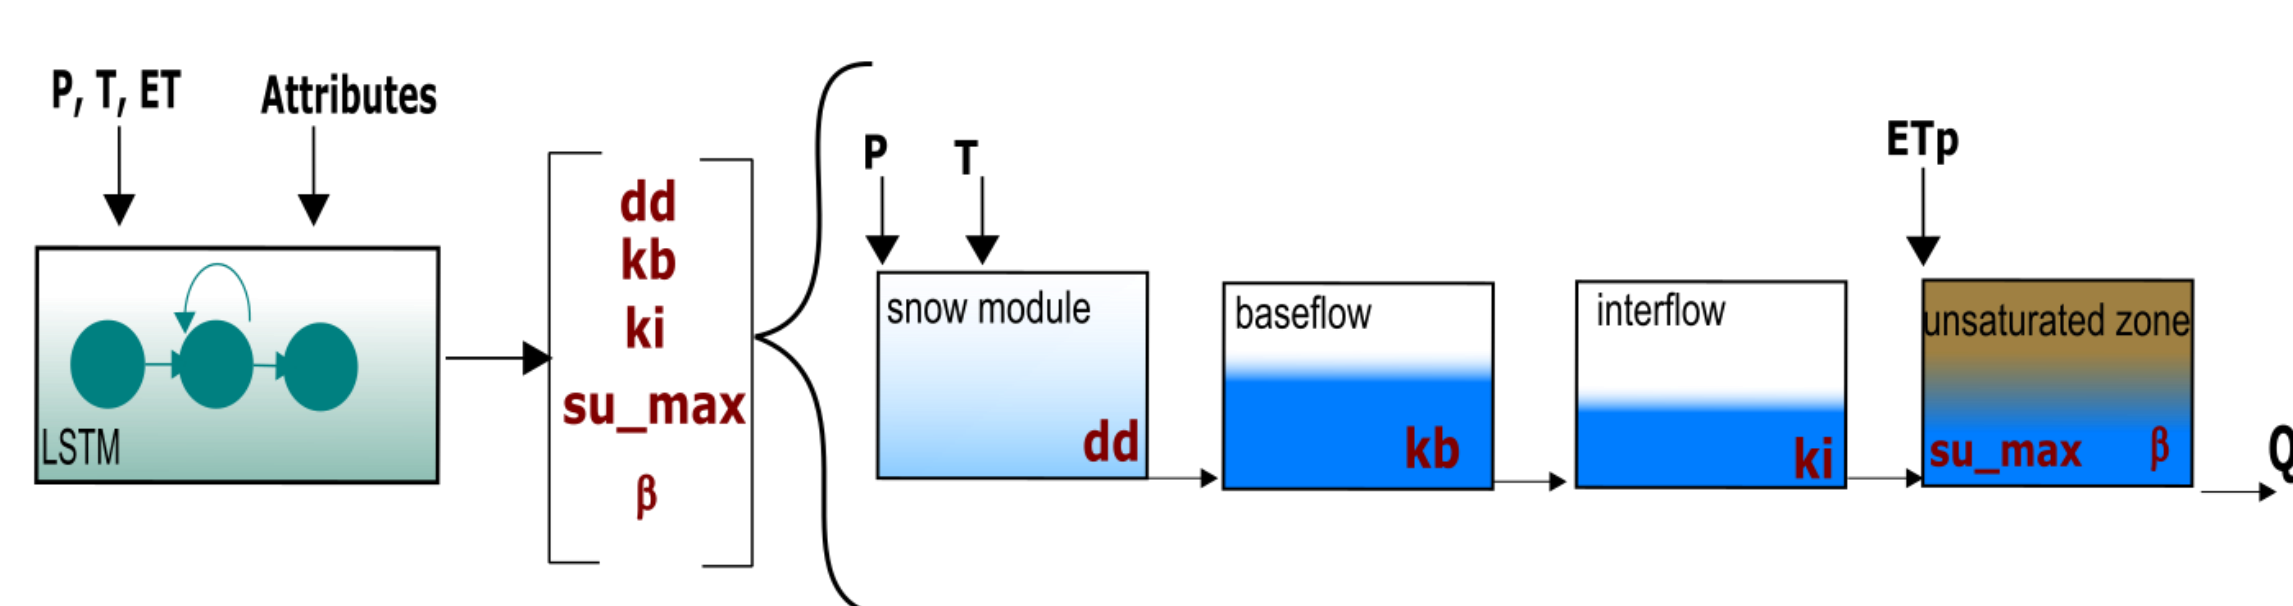 P, T, ET
Attributes
LSTM
dd
kb
ki
su_max
β
P
T
snow module
dd
baseflow
kb
interflow
ki
ETp
unsaturated zone
su_max β
Q